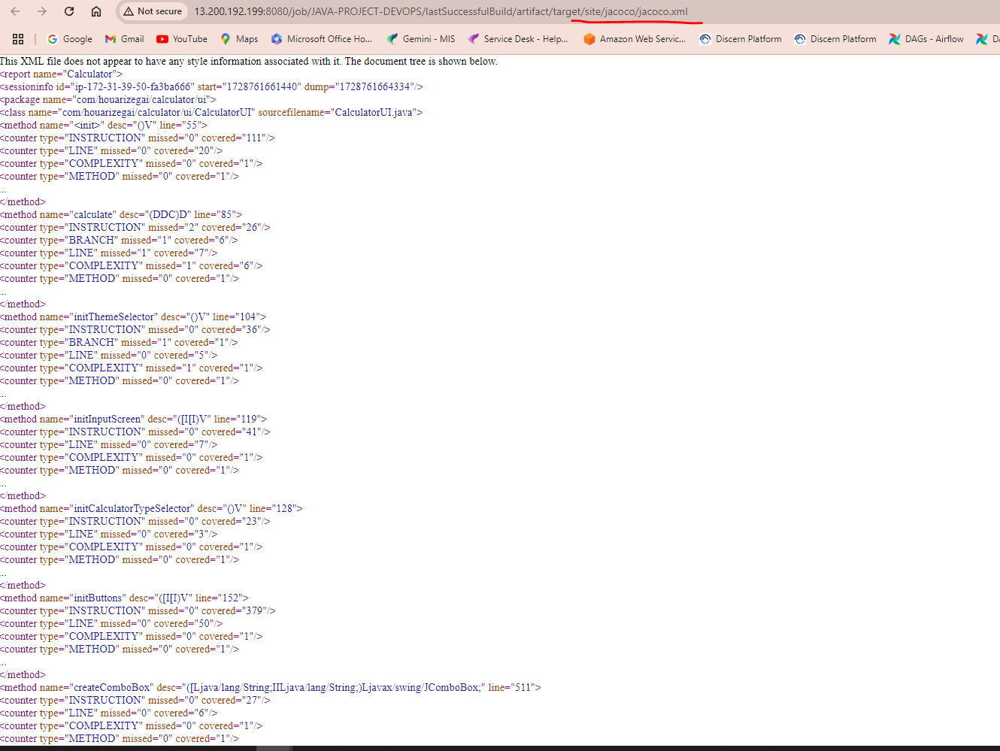 Not secure 13.200.192.199:8080/job/JAVA-PROJECT-DEVOPS/lastSuccessfulBuild/artifact/target/site/jacoco/jacoco.xml
Google Gmail YouTube Maps Microsoft Office Ho... Gemini - MIS Service Desk - Help... Amazon Web Servic... Discern Platform Discern Platform DAGs - Airflow
This XML file does not appear to have any style information associated with it. The document tree is shown below.
<report name="Calculator">
<sessioninfo id="ip-172-31-39-50-fa3ba666" start="1728761661440" dump="1728761664334"/>
<package name="com/houarizegai/calculator/ui">
<class name="com/houarizegai/calculator/ui/CalculatorUI" sourcefilename="CalculatorUI.java">
<method name="<init>" desc="()V" line="55">
<counter type="INSTRUCTION" missed="0" covered="111"/>
<counter type="LINE" missed="0" covered="20"/>
<counter type="COMPLEXITY" missed="0" covered="1"/>
<counter type="METHOD" missed="0" covered="1"/>
...
</method>
<method name="calculate" desc="(DDC)D" line="85">
<counter type="INSTRUCTION" missed="2" covered="26"/>
<counter type="BRANCH" missed="1" covered="6"/>
<counter type="LINE" missed="1" covered="7"/>
<counter type="COMPLEXITY" missed="1" covered="6"/>
<counter type="METHOD" missed="0" covered="1"/>
...
</method>
<method name="initThemeSelector" desc="()V" line="104">
<counter type="INSTRUCTION" missed="0" covered="36"/>
<counter type="BRANCH" missed="1" covered="1"/>
<counter type="LINE" missed="0" covered="5"/>
<counter type="COMPLEXITY" missed="1" covered="1"/>
<counter type="METHOD" missed="0" covered="1"/>
...
</method>
<method name="initInputScreen" desc="([I[I)V" line="119">
<counter type="INSTRUCTION" missed="0" covered="41"/>
<counter type="LINE" missed="0" covered="7"/>
<counter type="COMPLEXITY" missed="0" covered="1"/>
<counter type="METHOD" missed="0" covered="1"/>
...
</method>
<method name="initCalculatorTypeSelector" desc="()V" line="128">
<counter type="INSTRUCTION" missed="0" covered="23"/>
<counter type="LINE" missed="0" covered="3"/>
<counter type="COMPLEXITY" missed="0" covered="1"/>
<counter type="METHOD" missed="0" covered="1"/>
...
</method>
<method name="initButtons" desc="([I[I)V" line="152">
<counter type="INSTRUCTION" missed="0" covered="379"/>
<counter type="LINE" missed="0" covered="50"/>
<counter type="COMPLEXITY" missed="0" covered="1"/>
<counter type="METHOD" missed="0" covered="1"/>
...
</method>
<method name="createComboBox" desc="([Ljava/lang/String;IILjava/lang/String;)Ljavax/swing/JComboBox;" line="511">
<counter type="INSTRUCTION" missed="0" covered="27"/>
<counter type="LINE" missed="0" covered="6"/>
<counter type="COMPLEXITY" missed="0" covered="1"/>
<counter type="METHOD" missed="0" covered="1"/>